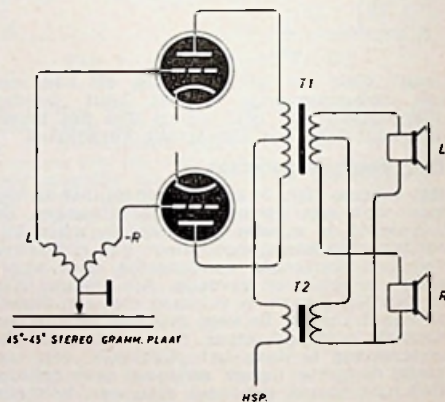 T1
L
L
-R
R
T2
45°-45° STEREO GRAMM. PLAAT
HSP.